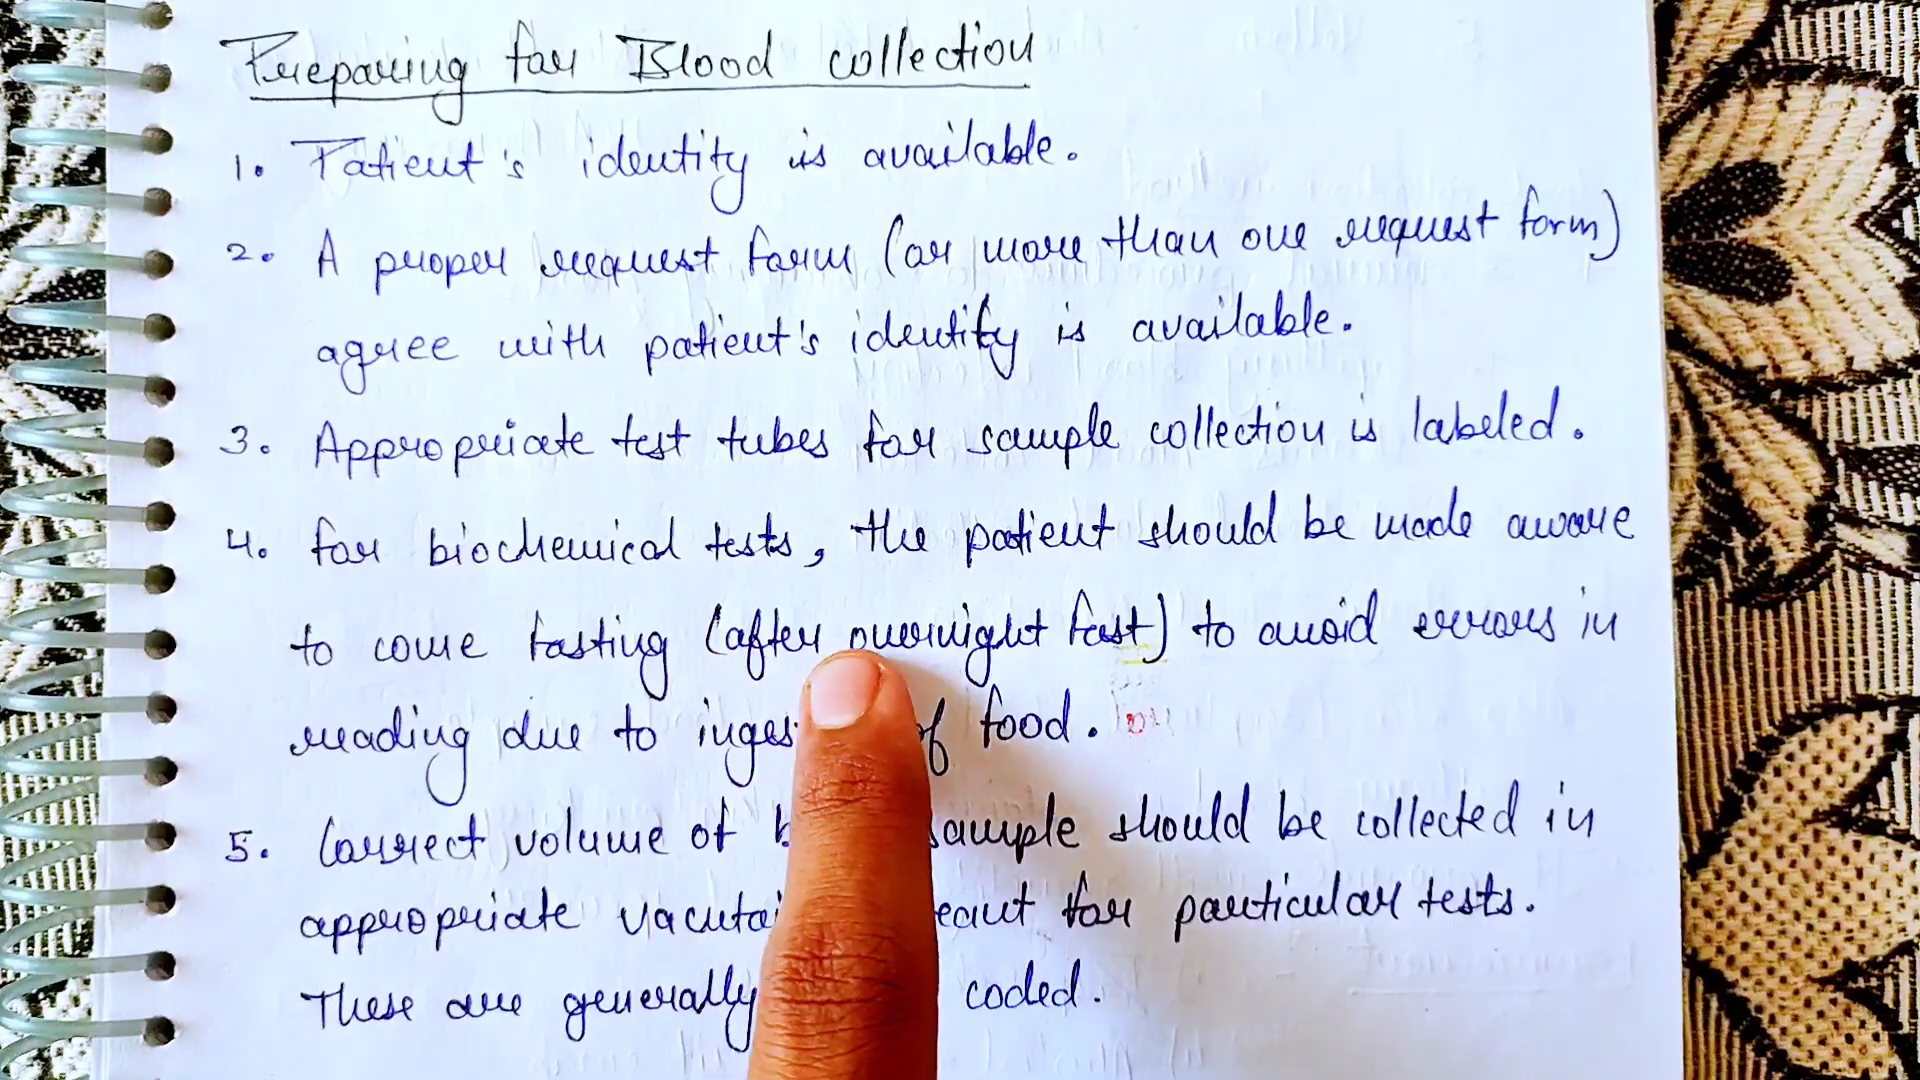 Preparing for Blood collection
1. Patient's identity is available.
2. A proper request form (or more than one request form)
agree with patient's identity is available.
3. Appropriate test tubes for sample collection is labeled.
4. for biochemical tests, the patient should be made aware
to come fasting (after overnight fast) to avoid errors in
reading due to of food.
5. Correct volume of sample should be collected in
appropriate for particular tests.
These are generally coded.